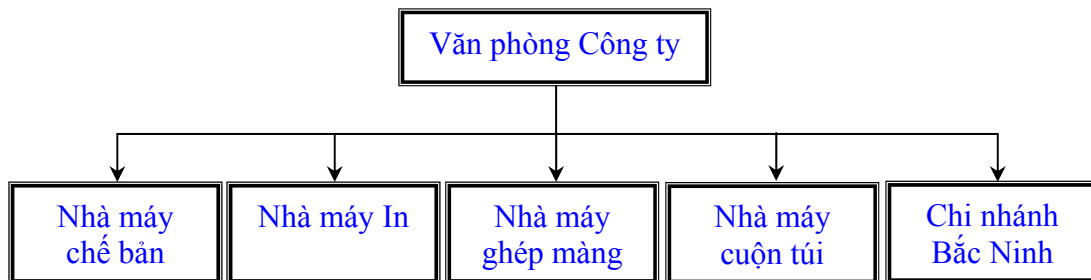 Văn phòng Công ty
Nhà máy
chế bản
Nhà máy In
Nhà máy
ghép màng
Nhà máy
cuộn túi
Chi nhánh
Bắc Ninh